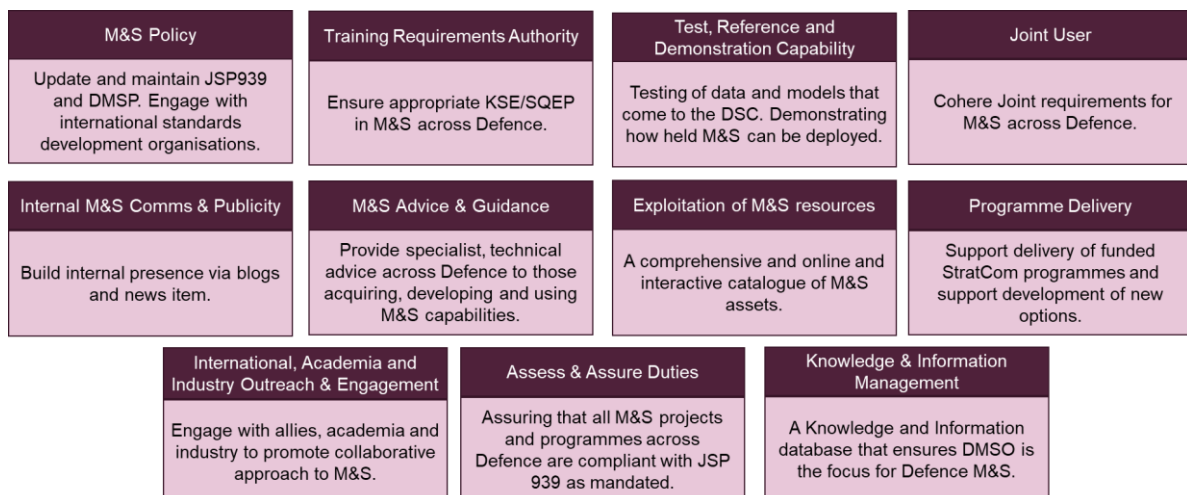 M&S Policy
Update and maintain JSP939
and DMSP. Engage with
international standards
development organisations.
Training Requirements Authority
Ensure appropriate KSE/SQEP
in M&S across Defence.
Test, Reference and
Demonstration Capability
Testing of data and models that
come to the DSC. Demonstrating
how held M&S can be deployed.
Joint User
Cohere Joint requirements for
M&S across Defence.
Internal M&S Comms & Publicity
Build internal presence via blogs
and news item.
M&S Advice & Guidance
Provide specialist, technical
advice across Defence to those
acquiring, developing and using
M&S capabilities.
Exploitation of M&S resources
A comprehensive and online and
interactive catalogue of M&S
assets.
Programme Delivery
Support delivery of funded
StratCom programmes and
support development of new
options.
International, Academia and
Industry Outreach & Engagement
Engage with allies, academia and
industry to promote collaborative
approach to M&S.
Assess & Assure Duties
Assuring that all M&S projects
and programmes across
Defence are compliant with JSP
939 as mandated.
Knowledge & Information
Management
A Knowledge and Information
database that ensures DMSO is
the focus for Defence M&S.